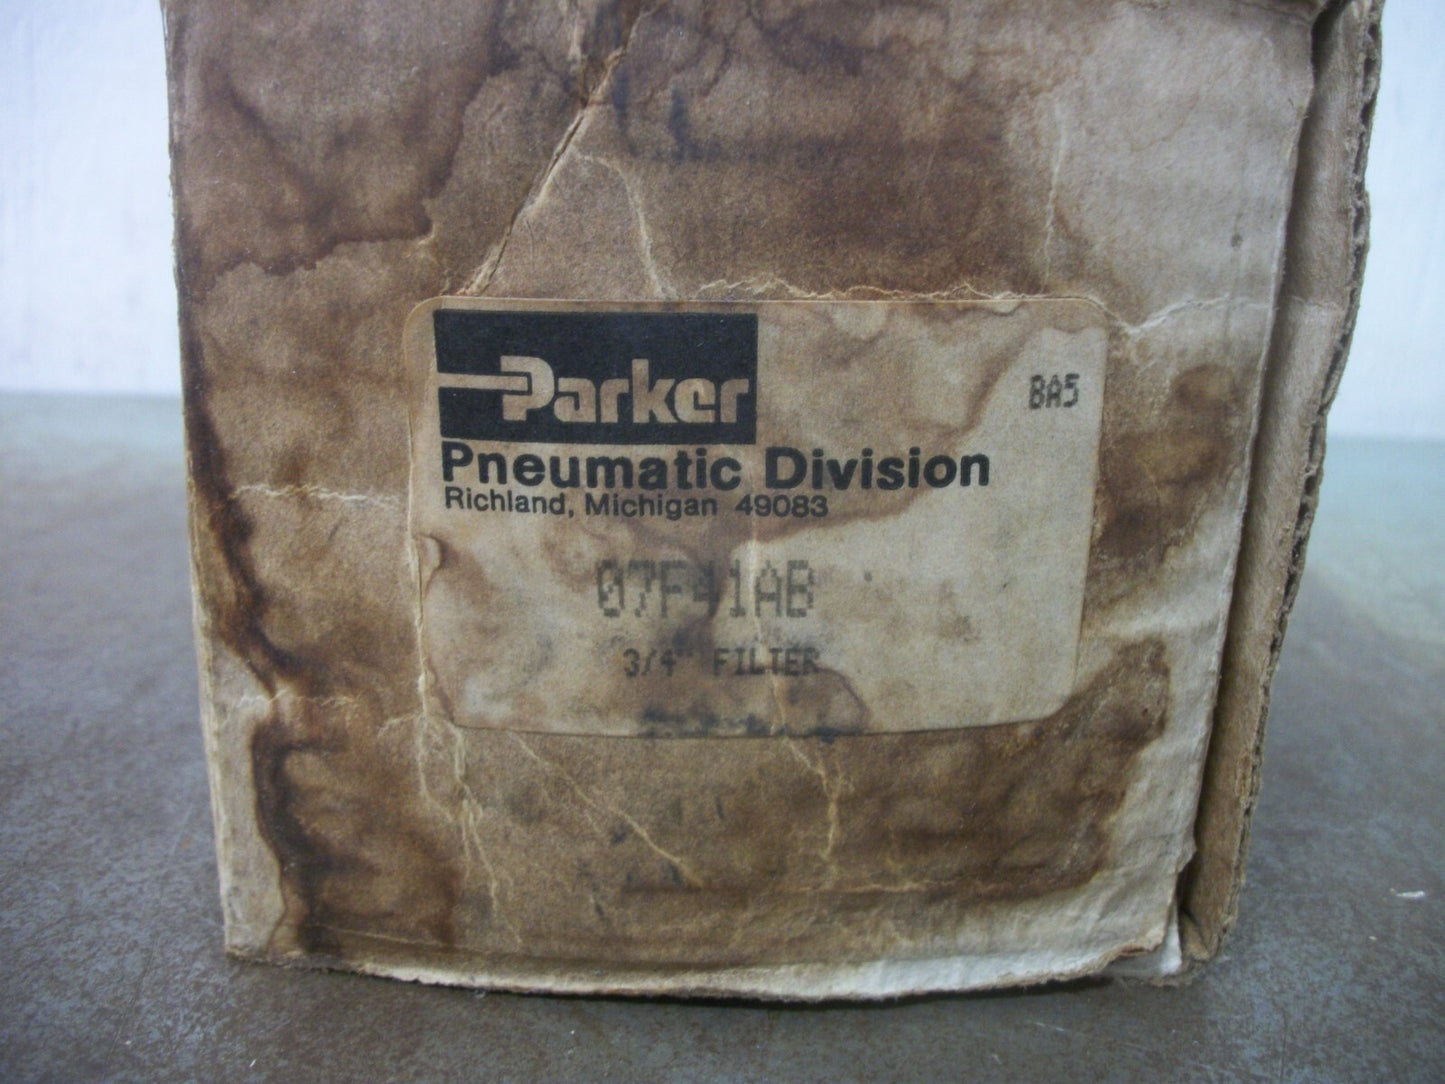 Parker
BA5
Pneumatic Division
Richland, Michigan 49083
07F41AB
3/4" FILTER